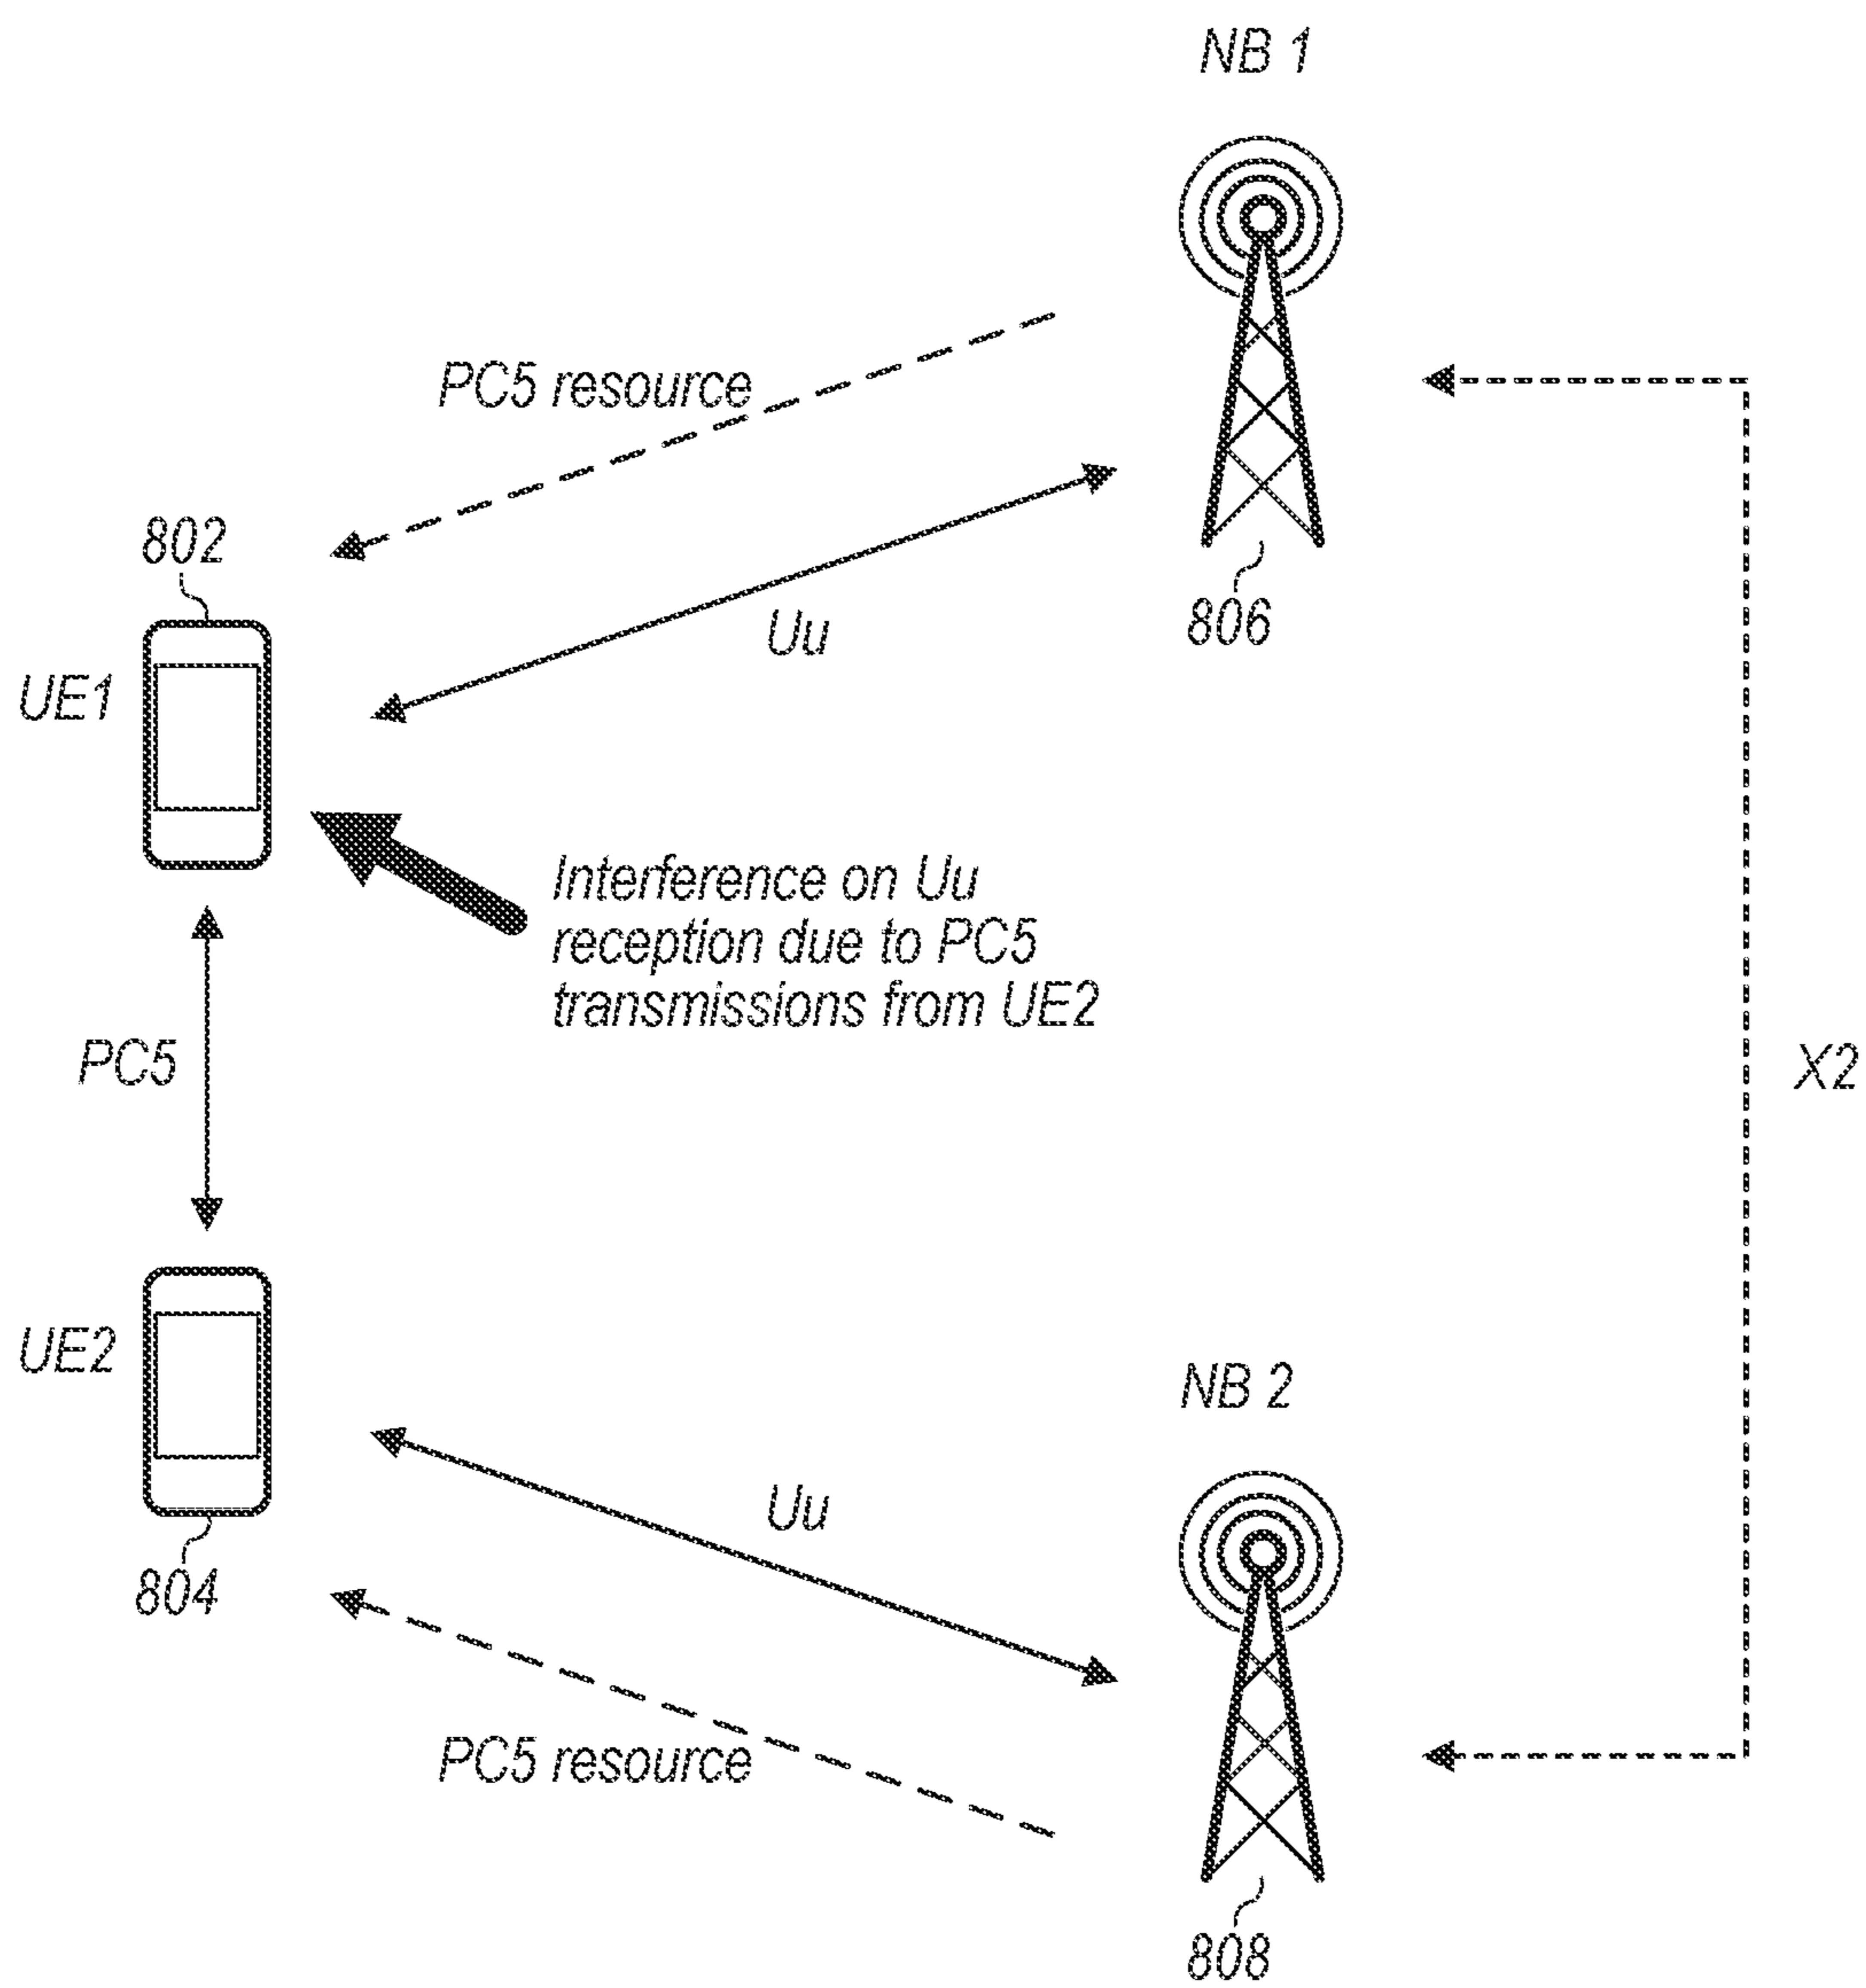 NB 1
PC5 resource
802
Uu
806
UE1
Interference on Uu
reception due to PC5
transmissions from UE2
PC5
X2
UE2
NB 2
Uu
804
PC5 resource
808